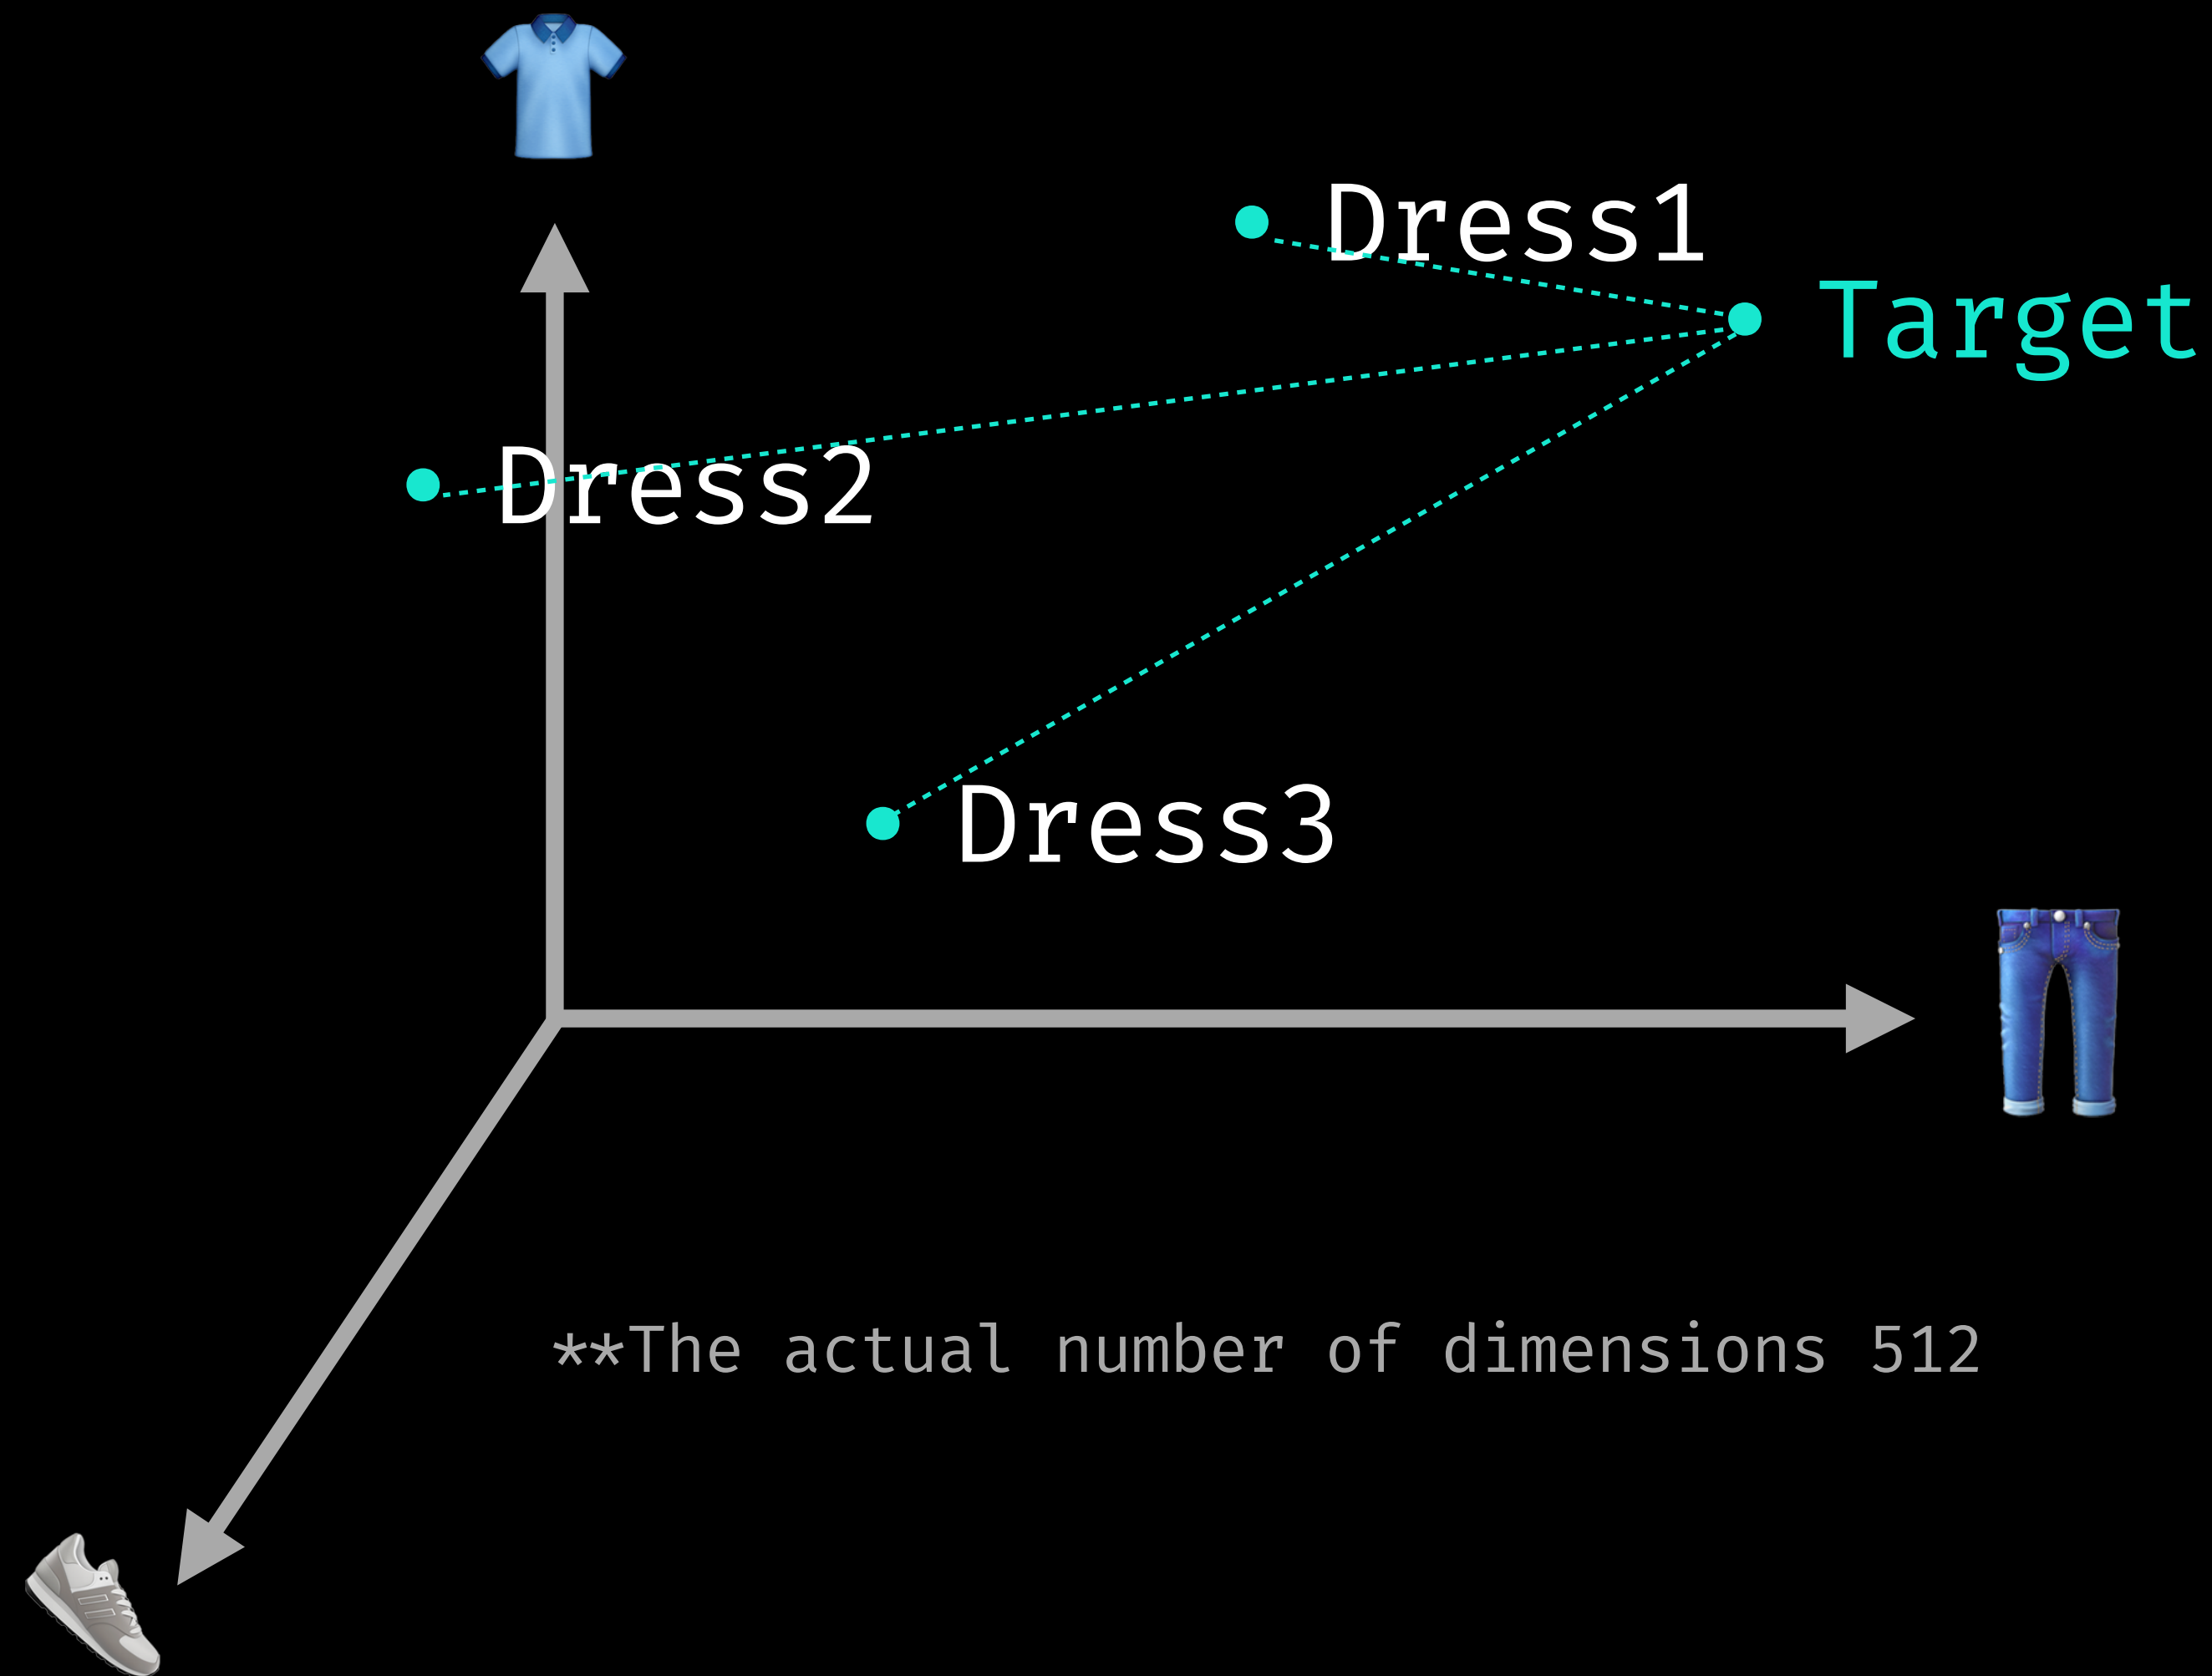 Dress1
Target
Dress2
Dress3
**The actual number of dimensions 512